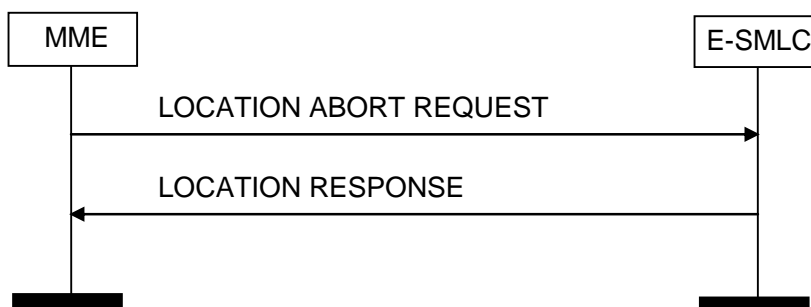 MME
E-SMLC
LOCATION ABORT REQUEST
LOCATION RESPONSE